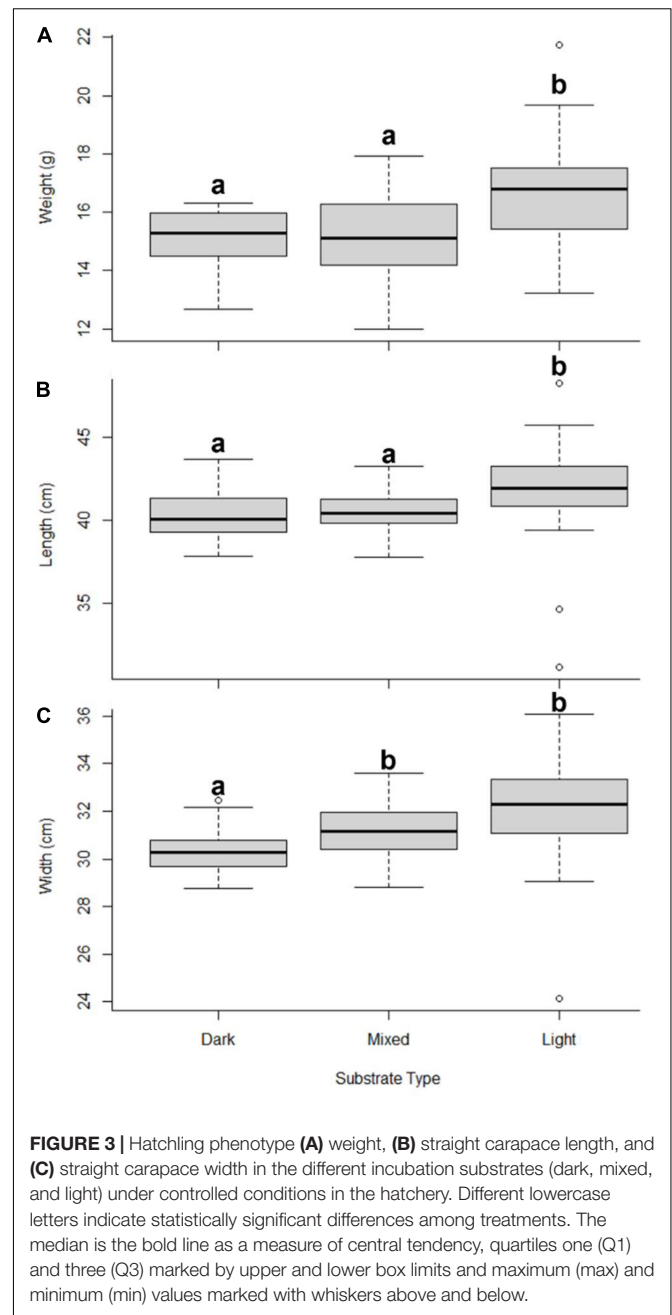 A
22
20
18
16
14
12
Weight (g)
a
a
b
B
45
40
35
Length (cm)
a
a
b
C
36
34
32
30
28
26
24
Width (cm)
a
b
b
Dark Mixed Light
Substrate Type
FIGURE 3 | Hatchling phenotype (A) weight, (B) straight carapace length, and
(C) straight carapace width in the different incubation substrates (dark, mixed,
and light) under controlled conditions in the hatchery. Different lowercase
letters indicate statistically significant differences among treatments. The
median is the bold line as a measure of central tendency, quartiles one (Q1)
and three (Q3) marked by upper and lower box limits and maximum (max) and
minimum (min) values marked with whiskers above and below.